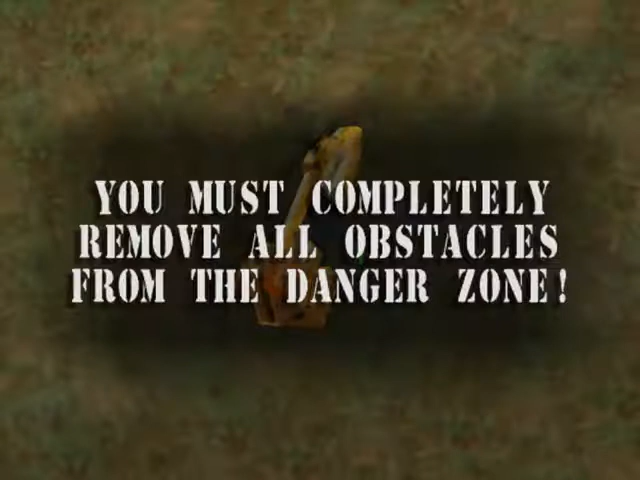 YOU MUST COMPLETELY
REMOVE ALL OBSTACLES
FROM THE DANGER ZONE!